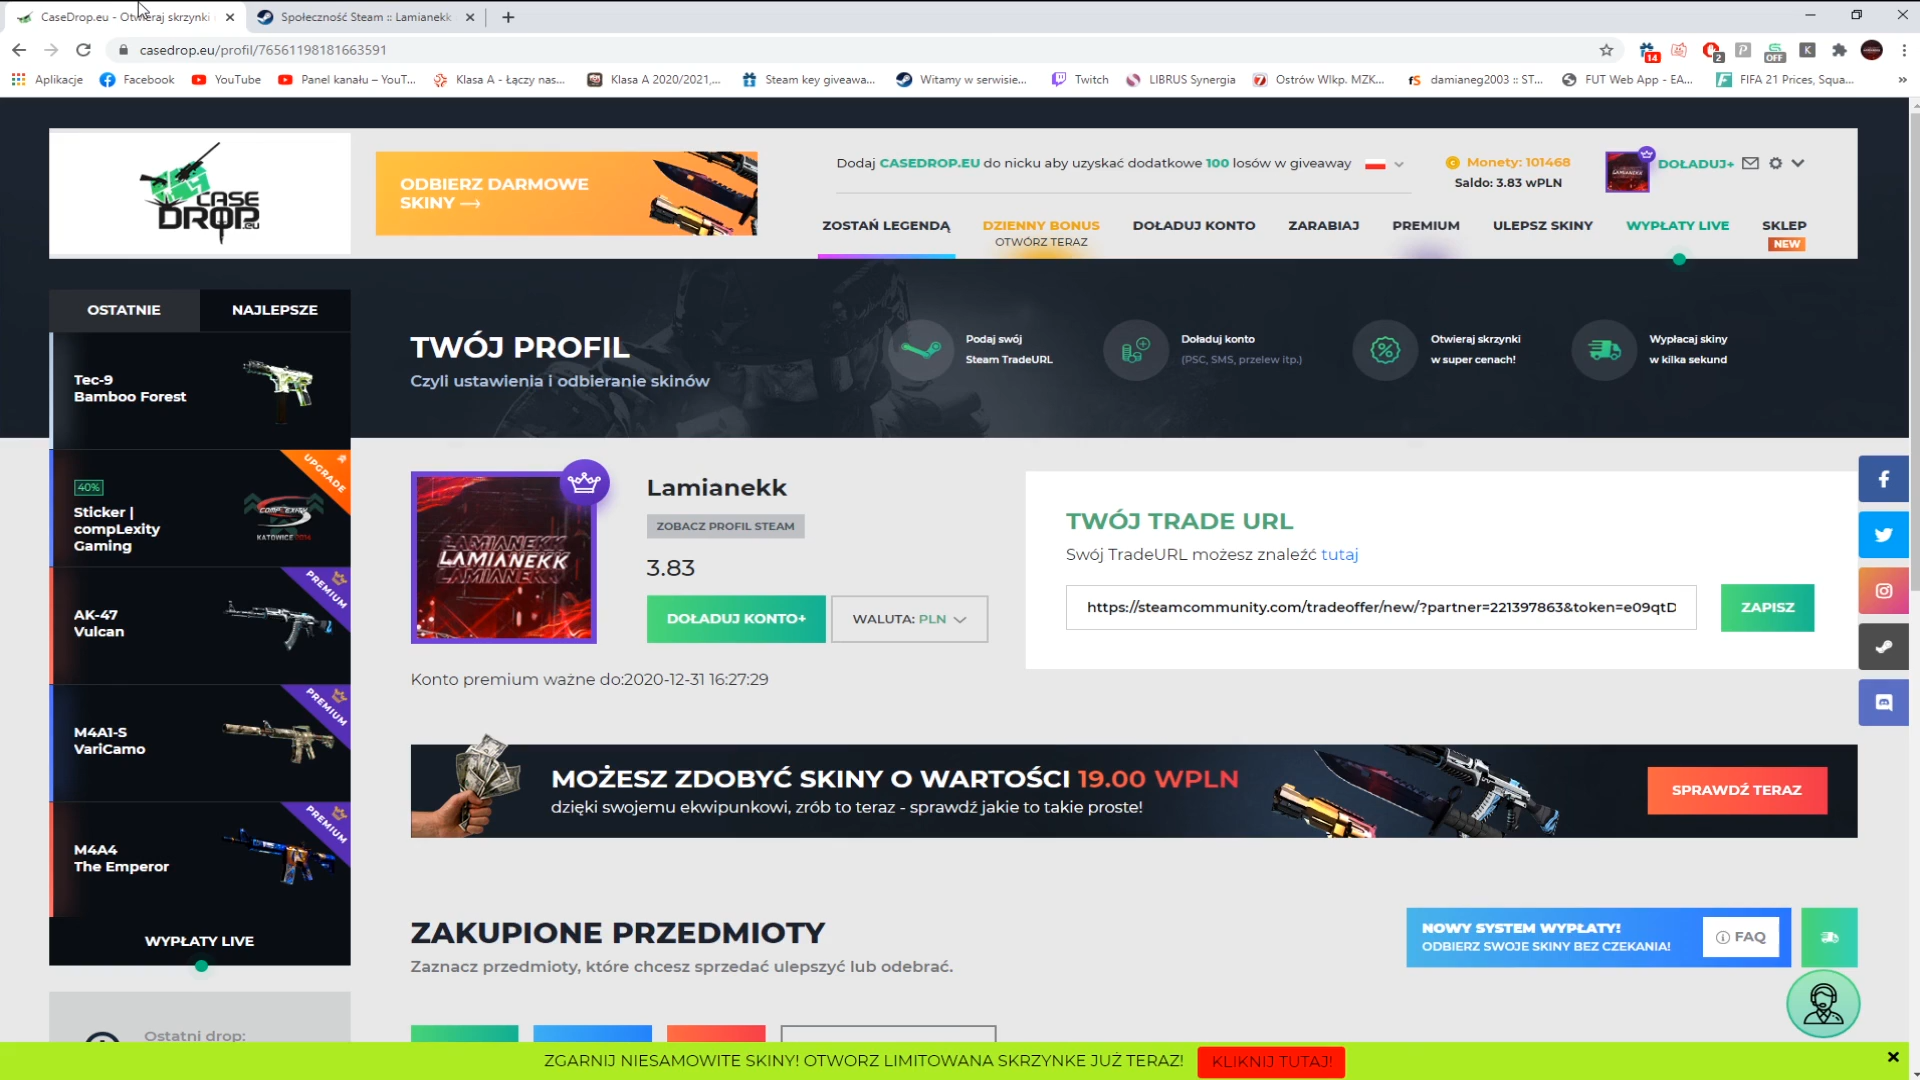 CaseDrop.eu - Otwieraj skrzynki
Społeczność Steam :: Lamianekk
casedrop.eu/profil/76561198181663591
14
2
OFF
Aplikacje
Facebook
YouTube
Panel kanału – YouT...
Klasa A - Łączy nas...
Klasa A 2020/2021,...
Steam key giveawa...
Witamy w serwisie...
Twitch
LIBRUS Synergia
Ostrów Wlkp. MZK...
damianeg2003 :: ST...
FUT Web App - EA...
FIFA 21 Prices, Squa...
CASE
DROP.eu
ODBIERZ DARMOWE
SKINY
Dodaj CASEDROP.EU do nicku aby uzyskać dodatkowe 100 losów w giveaway
Monety: 101468
Saldo: 3.83 wPLN
DOŁADUJ+
ZOSTAŃ LEGENDĄ
DZIENNY BONUS
OTWÓRZ TERAZ
DOŁADUJ KONTO
ZARABIAJ
PREMIUM
ULEPSZ SKINY
WYPŁATY LIVE
SKLEP
NEW
OSTATNIE
NAJLEPSZE
Tec-9
Bamboo Forest
UPGRADE
40%
Sticker |
compLexity
Gaming
COMPLEXITY
KATOWICE 2014
PREMIUM
AK-47
Vulcan
PREMIUM
M4A1-S
VariCamo
PREMIUM
M4A4
The Emperor
WYPŁATY LIVE
Ostatni drop:
TWÓJ PROFIL
Czyli ustawienia i odbieranie skinów
Podaj swój
Steam TradeURL
Doładuj konto
(PSC, SMS, przelew itp.)
Otwieraj skrzynki
w super cenach!
Wypłacaj skiny
w kilka sekund
LAMIANEKK
LAMIANEKK
LAMIANEKK
Lamianekk
ZOBACZ PROFIL STEAM
3.83
DOŁADUJ KONTO+
WALUTA: PLN
Konto premium ważne do:2020-12-31 16:27:29
TWÓJ TRADE URL
Swój TradeURL możesz znaleźć tutaj
https://steamcommunity.com/tradeoffer/new/?partner=221397863&token=e09qtD
ZAPISZ
MOŻESZ ZDOBYĆ SKINY O WARTOŚCI 19.00 WPLN
dzięki swojemu ekwipunkowi, zrób to teraz - sprawdź jakie to takie proste!
SPRAWDŹ TERAZ
ZAKUPIONE PRZEDMIOTY
Zaznacz przedmioty, które chcesz sprzedać ulepszyć lub odebrać.
NOWY SYSTEM WYPŁATY!
ODBIERZ SWOJE SKINY BEZ CZEKANIA!
FAQ
ZGARNIJ NIESAMOWITE SKINY! OTWORZ LIMITOWANA SKRZYNKE JUŻ TERAZ!
KLIKNIJ TUTAJ!